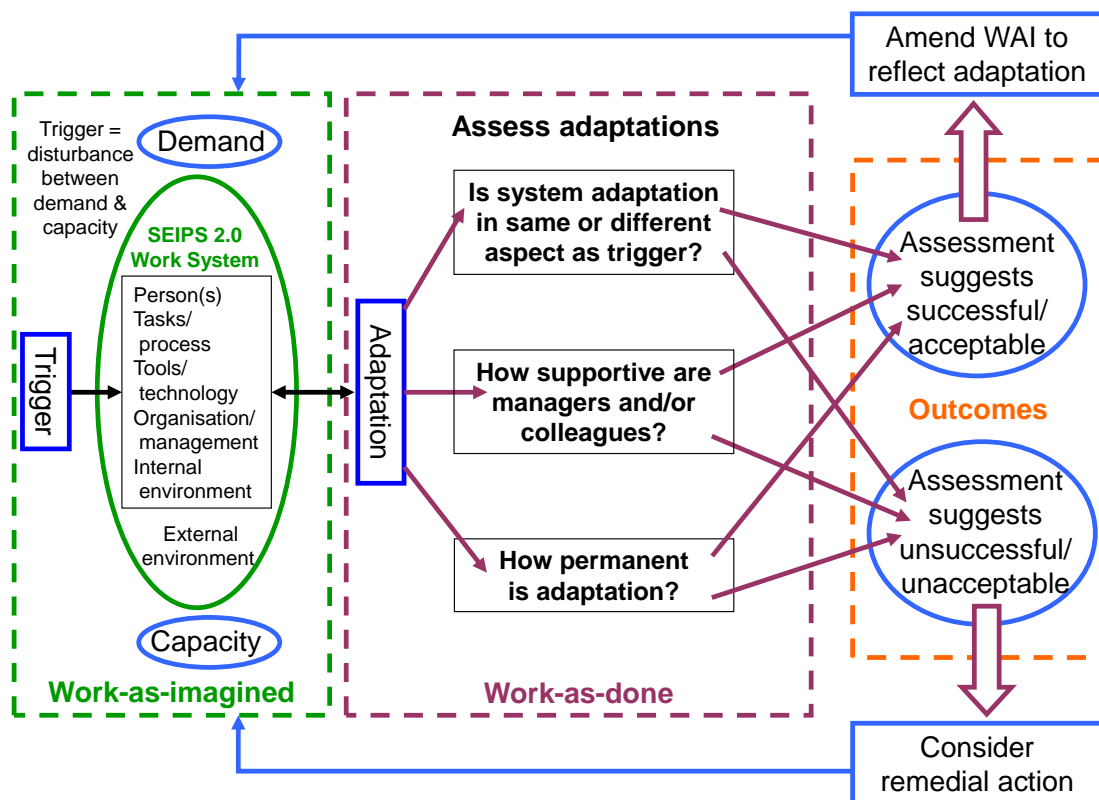 Amend WAI to
reflect adaptation
Trigger =
disturbance
between
demand &
capacity
Demand
SEIPS 2.0
Work System
Person(s)
Tasks/
process
Tools/
technology
Organisation/
management
Internal
environment
External
environment
Capacity
Trigger
Work-as-imagined
Adaptation
Assess adaptations
Is system adaptation
in same or different
aspect as trigger?
How supportive are
managers and/or
colleagues?
How permanent
is adaptation?
Work-as-done
Assessment
suggests
successful/
acceptable
Outcomes
Assessment
suggests
unsuccessful/
unacceptable
Consider
remedial action